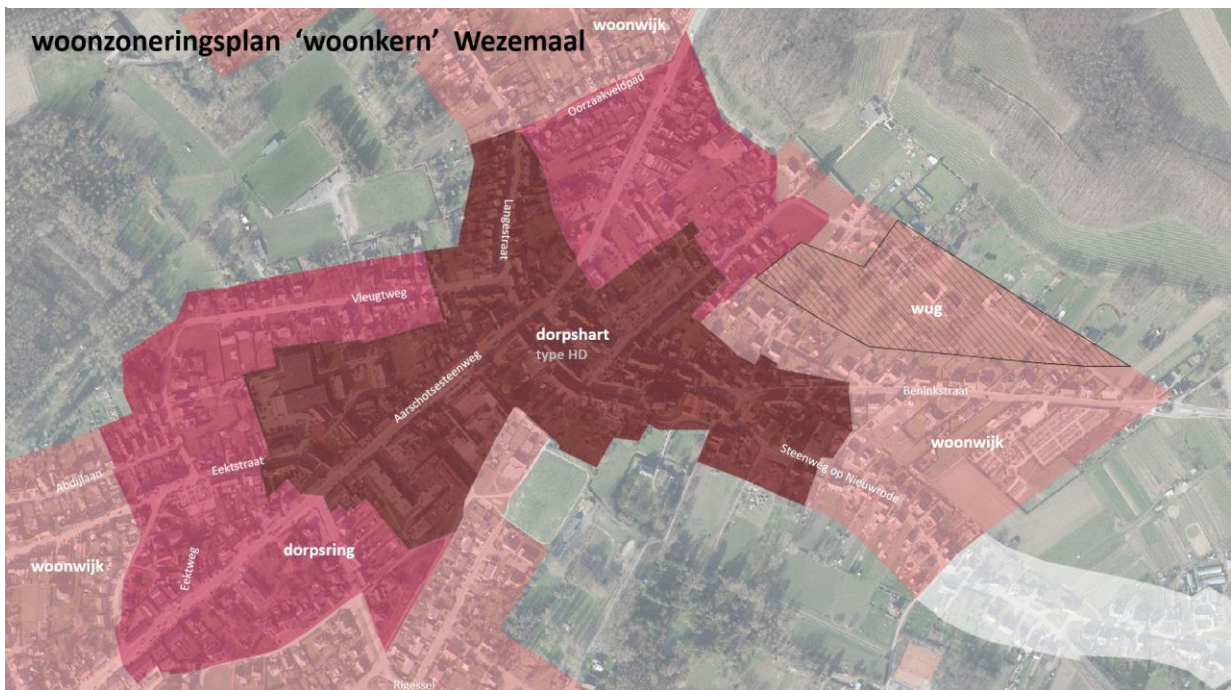 woonzoneringsplan 'woonkern' Wezemaal
woonwijk
Oorzaakveldpad
Langestraat
Vleugtweg
wug
dorpshart
type HD
Aarschotsesteenweg
Beninkstraat
woonwijk
Steenweg op Nieuwrode
Eektstraat
Abdijlaan
dorpsring
Eektweg
woonwijk
Rigessel